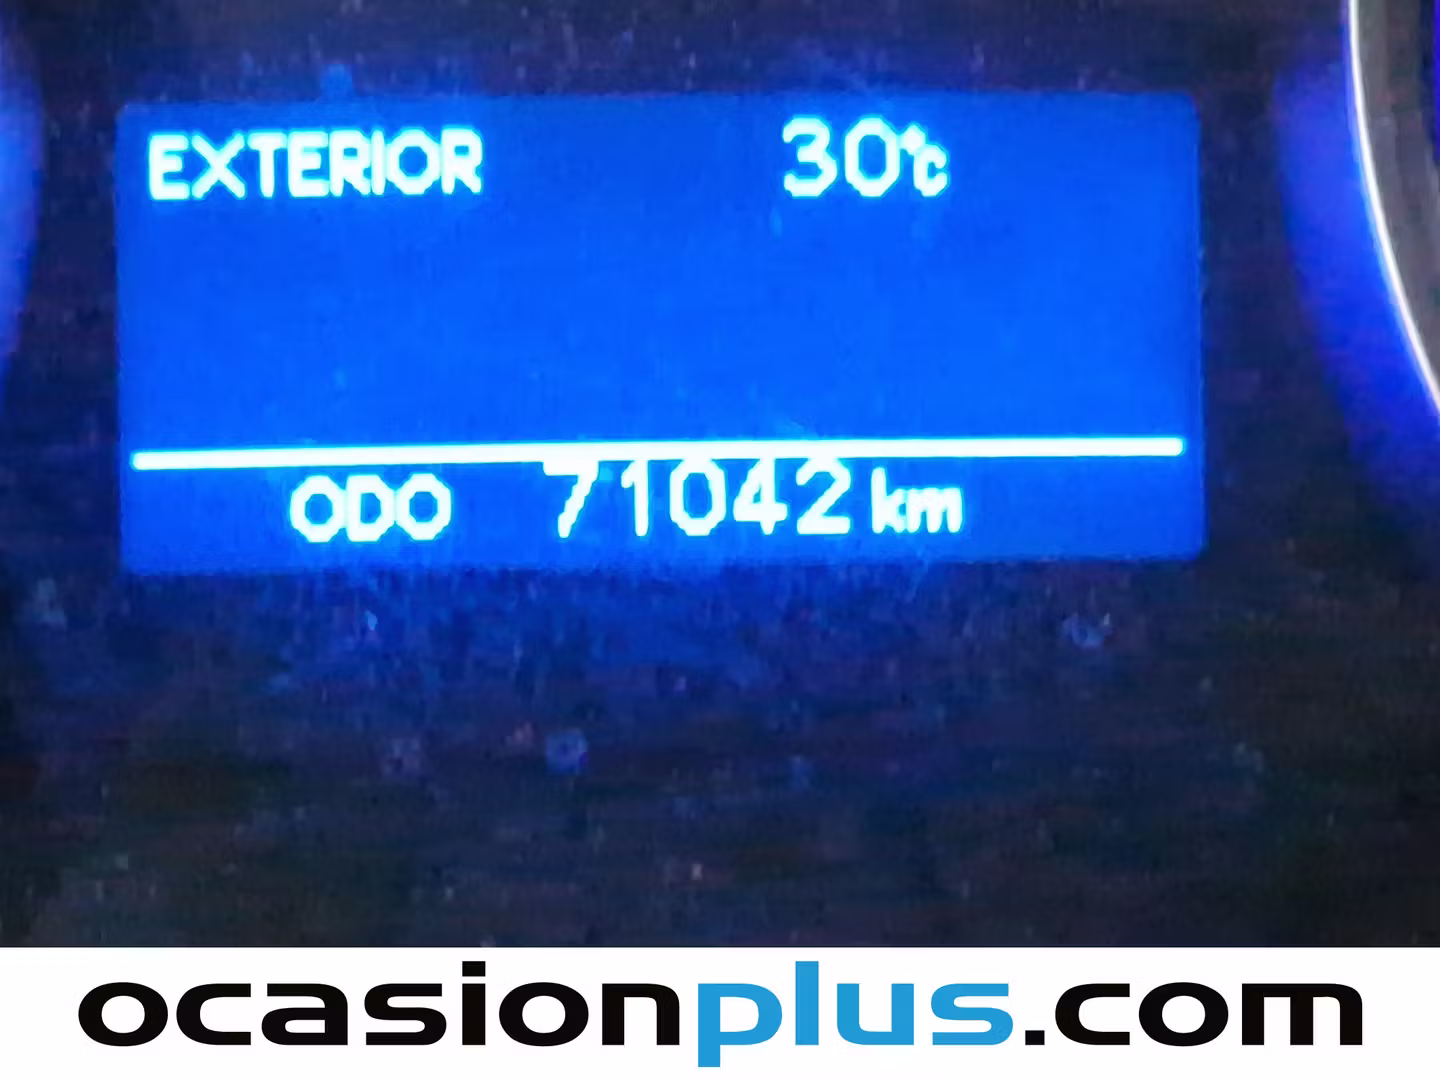 EXTERIOR 30°C
ODO 71042 km
ocasionplus.com